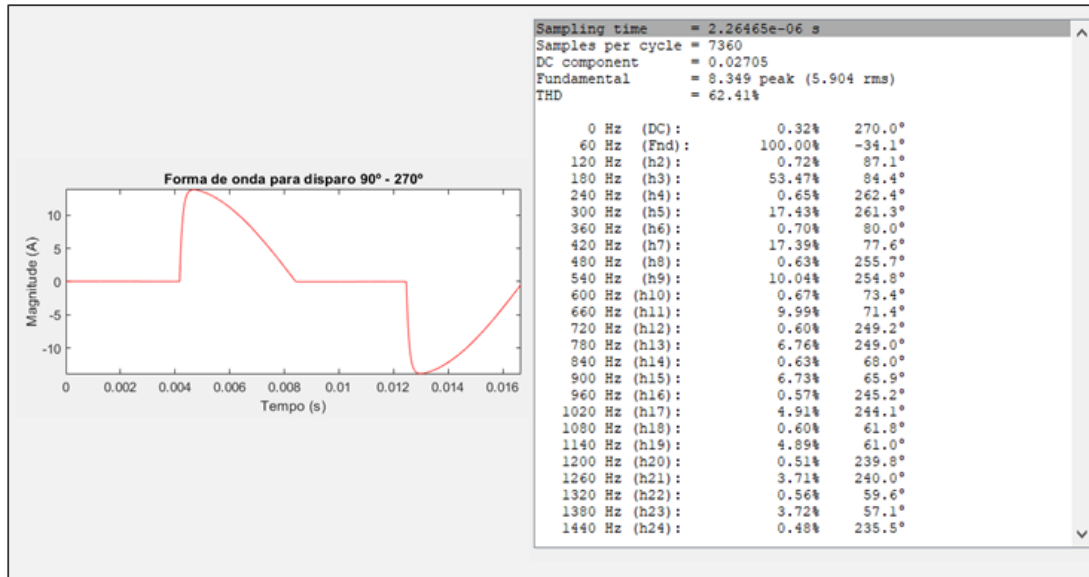 Forma de onda para disparo 90º - 270º
Magnitude (A)
10
5
0
-5
-10
0 0.002 0.004 0.006 0.008 0.01 0.012 0.014 0.016
Tempo (s)
Sampling time = 2.26465e-06 s
Samples per cycle = 7360
DC component = 0.02705
Fundamental = 8.349 peak (5.904 rms)
THD = 62.41%
0 Hz (DC): 0.32% 270.0°
60 Hz (Fnd): 100.00% -34.1°
120 Hz (h2): 0.72% 87.1°
180 Hz (h3): 53.47% 84.4°
240 Hz (h4): 0.65% 262.4°
300 Hz (h5): 17.43% 261.3°
360 Hz (h6): 0.70% 80.0°
420 Hz (h7): 17.39% 77.6°
480 Hz (h8): 0.63% 255.7°
540 Hz (h9): 10.04% 254.8°
600 Hz (h10): 0.67% 73.4°
660 Hz (h11): 9.99% 71.4°
720 Hz (h12): 0.60% 249.2°
780 Hz (h13): 6.76% 249.0°
840 Hz (h14): 0.63% 68.0°
900 Hz (h15): 6.73% 65.9°
960 Hz (h16): 0.57% 245.2°
1020 Hz (h17): 4.91% 244.1°
1080 Hz (h18): 0.60% 61.8°
1140 Hz (h19): 4.89% 61.0°
1200 Hz (h20): 0.51% 239.8°
1260 Hz (h21): 3.71% 240.0°
1320 Hz (h22): 0.56% 59.6°
1380 Hz (h23): 3.72% 57.1°
1440 Hz (h24): 0.48% 235.5°